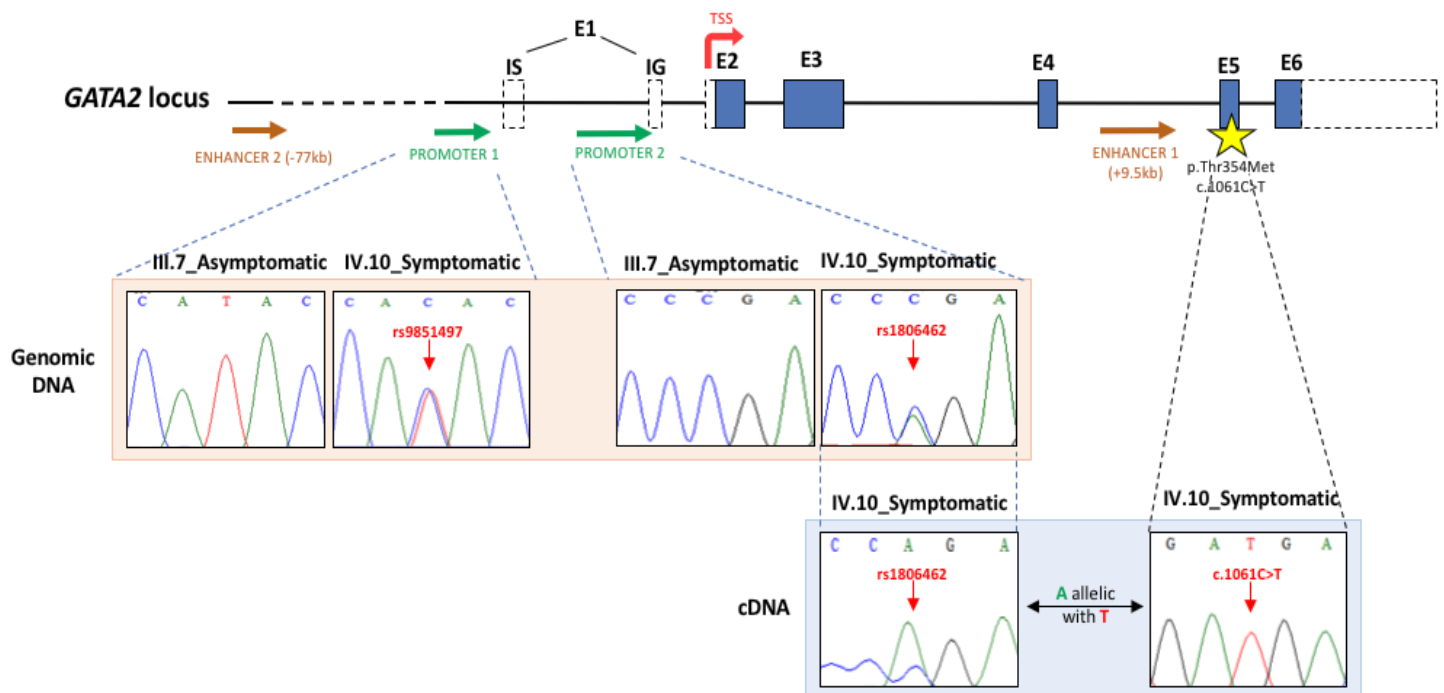 E1
TSS
IS
IG
E2
E3
E4
E5
E6
GATA2 locus
ENHANCER 2 (-77kb)
PROMOTER 1
PROMOTER 2
ENHANCER 1
(+9.5kb)
p.Thr354Met
c.1061C>T
III.7_Asymptomatic
IV.10_Symptomatic
III.7_Asymptomatic
IV.10_Symptomatic
C A T A C
C A C A C
C C C G A
C C C G A
rs9851497
rs1806462
Genomic
DNA
IV.10_Symptomatic
IV.10_Symptomatic
C C A G A
G A T G A
rs1806462
c.1061C>T
cDNA
A allelic
with T